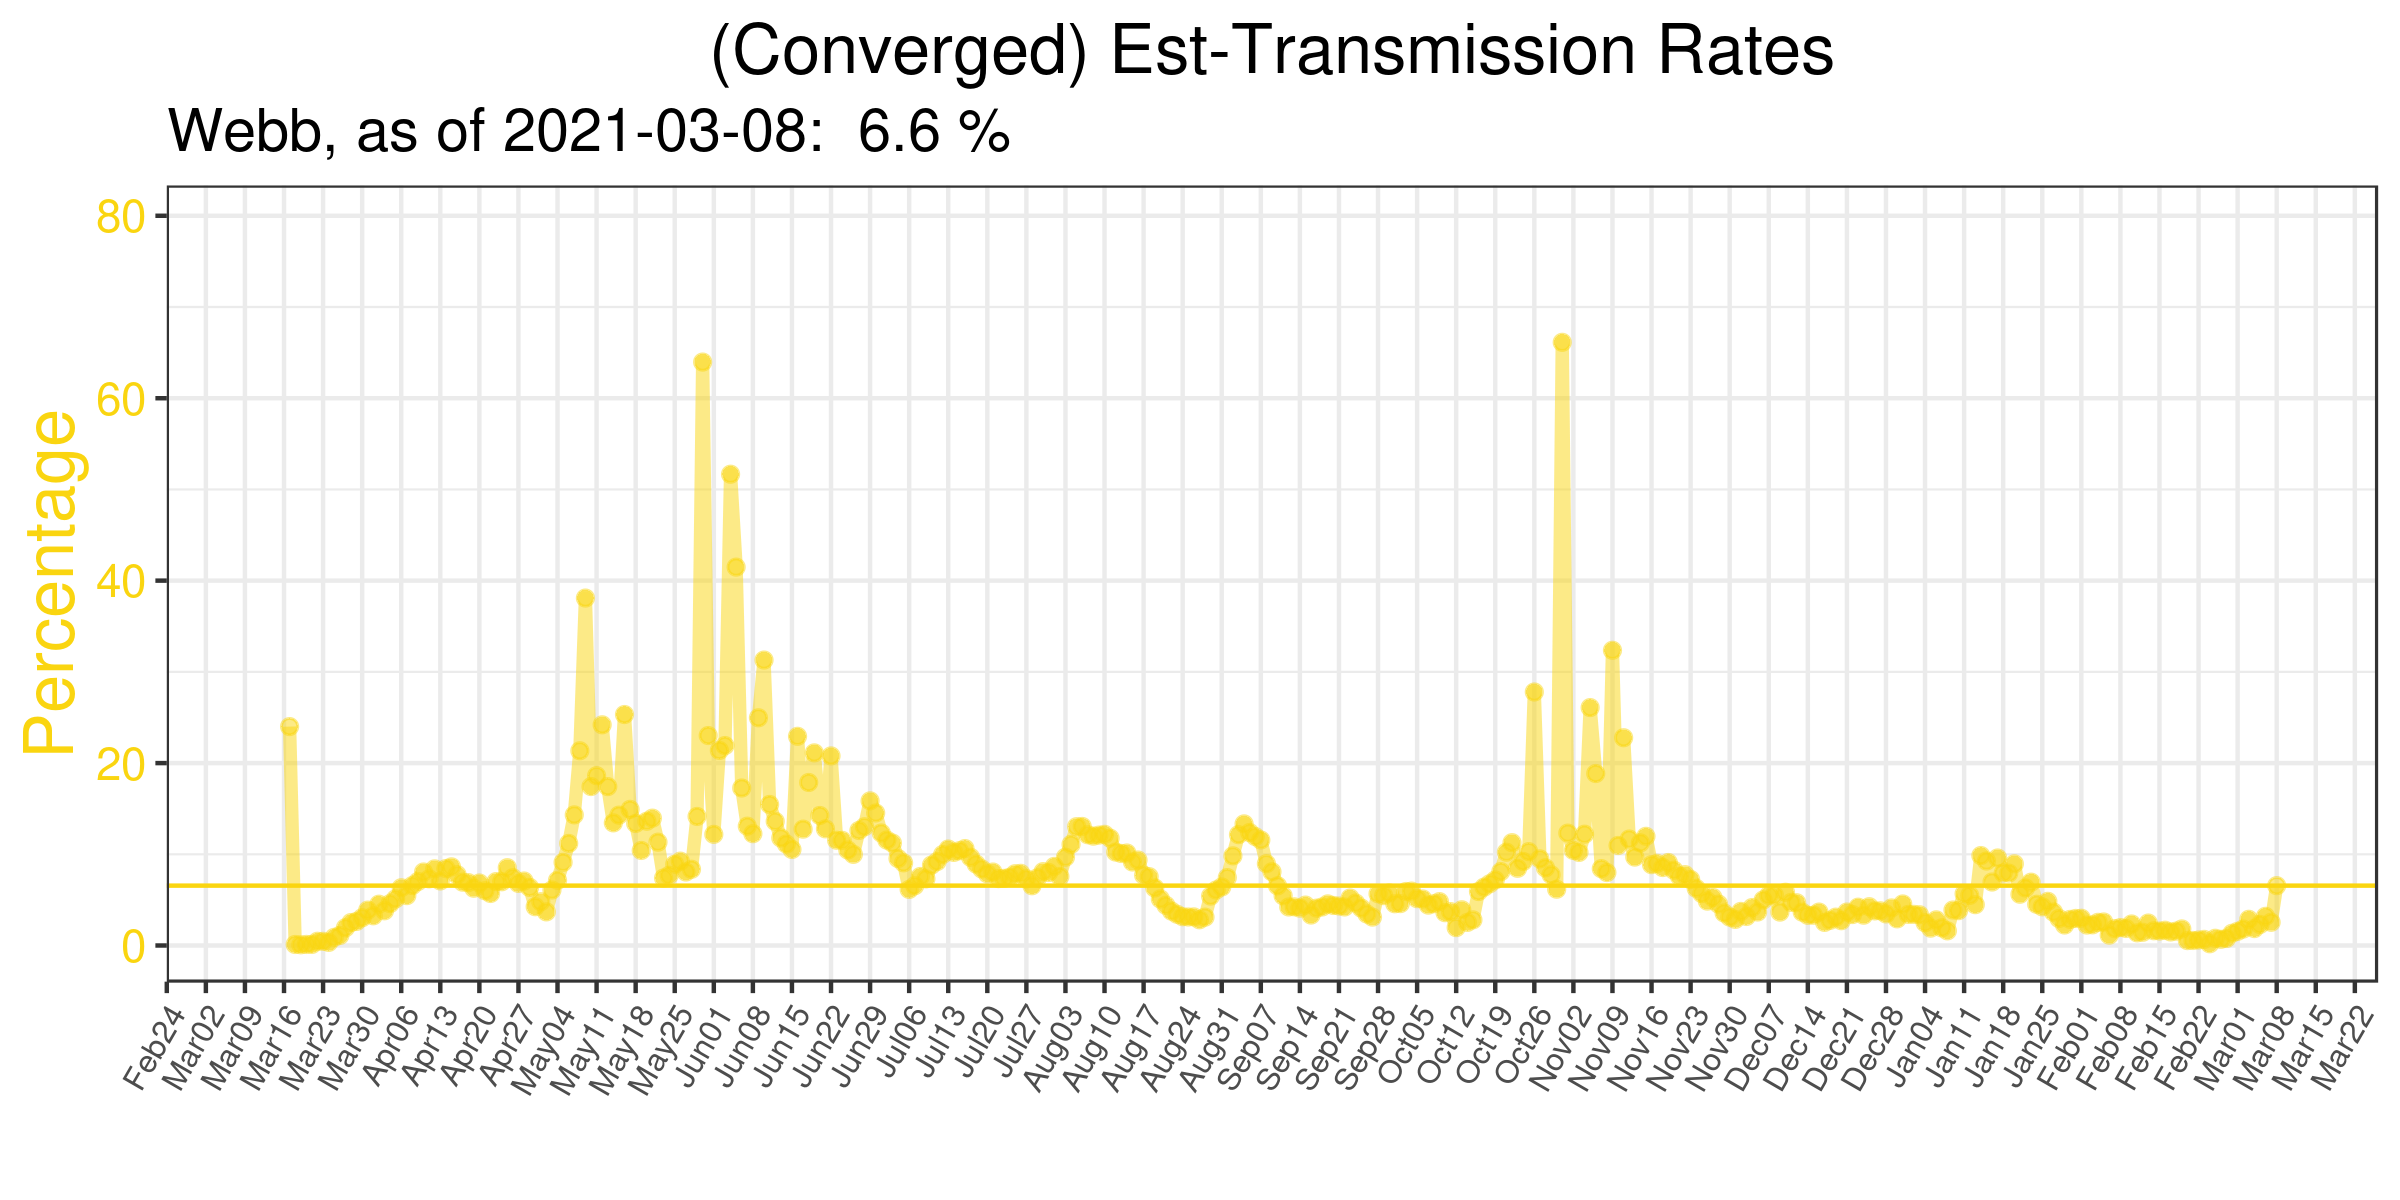 (Converged) Est-Transmission Rates
Webb, as of 2021-03-08:  6.6 %
Percentage
80
60
40
20
0
Feb24
Mar02
Mar09
Mar16
Mar23
Mar30
Apr06
Apr13
Apr20
Apr27
May04
May11
May18
May25
Jun01
Jun08
Jun15
Jun22
Jun29
Jul06
Jul13
Jul20
Jul27
Aug03
Aug10
Aug17
Aug24
Aug31
Sep07
Sep14
Sep21
Sep28
Oct05
Oct12
Oct19
Oct26
Nov02
Nov09
Nov16
Nov23
Nov30
Dec07
Dec14
Dec21
Dec28
Jan04
Jan11
Jan18
Jan25
Feb01
Feb08
Feb15
Feb22
Mar01
Mar08
Mar15
Mar22